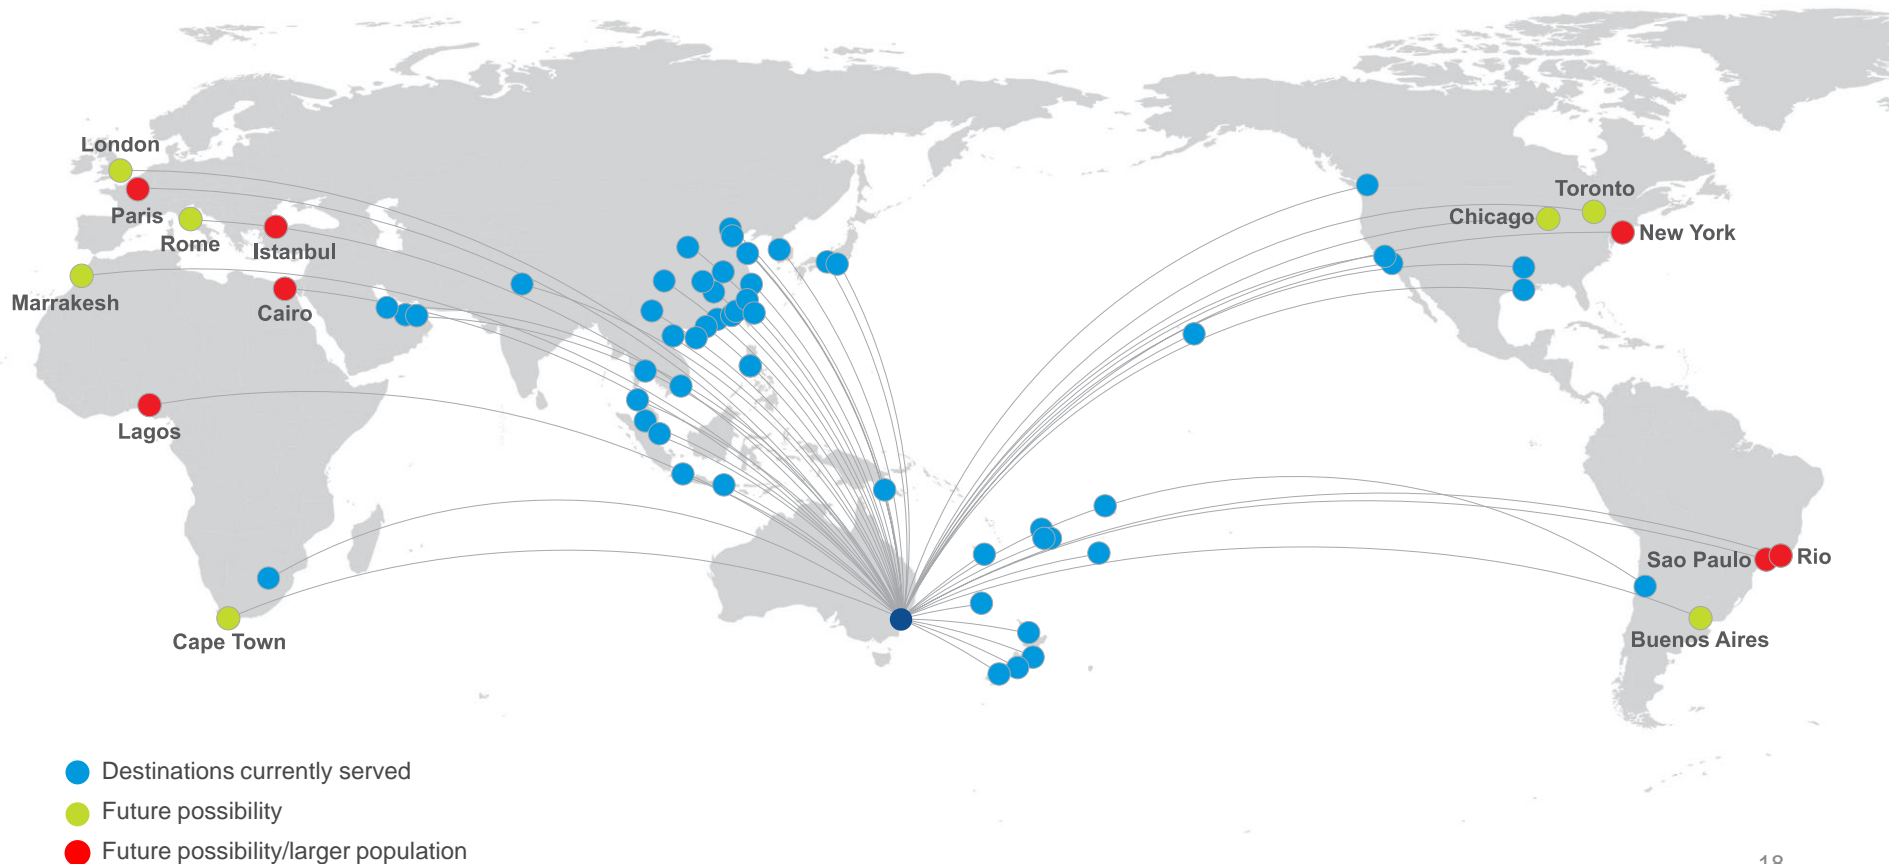 London
Paris
Rome
Istanbul
Marrakesh
Cairo
Lagos
Cape Town
Toronto
Chicago
New York
Sao Paulo
Rio
Buenos Aires
Destinations currently served
Future possibility
Future possibility/larger population
18